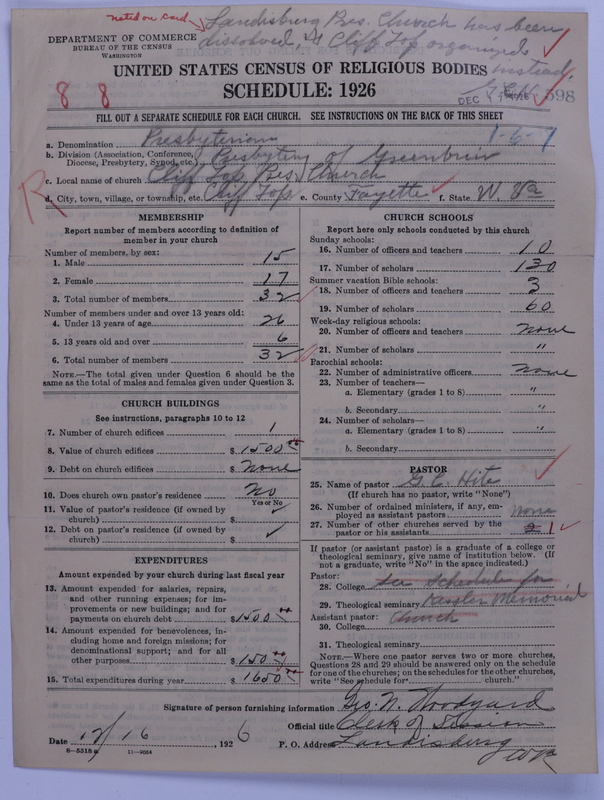 noted on card
Landisburg Pres. Church has been
dissolved, & Cliff Top organized
instead.
DEPARTMENT OF COMMERCE
BUREAU OF THE CENSUS
WASHINGTON
UNITED STATES CENSUS OF RELIGIOUS BODIES
SCHEDULE: 1926
8 8
DEC 598
FILL OUT A SEPARATE SCHEDULE FOR EACH CHURCH. SEE INSTRUCTIONS ON THE BACK OF THIS SHEET
1-6-7
a. Denomination Presbyterian
b. Division (Association, Conference, Diocese, Presbytery, Synod, etc.) Presbytery of Greenbrier
c. Local name of church Cliff Top Pres. Church
R
d. City, town, village, or township, etc. Cliff Top e. County Fayette f. State W. Va
MEMBERSHIP
Report number of members according to definition of
member in your church
Number of members, by sex:
1. Male 15
2. Female 17
3. Total number of members 32
Number of members under and over 13 years old:
4. Under 13 years of age 26
5. 13 years old and over 6
6. Total number of members 32
NOTE.—The total given under Question 6 should be the
same as the total of males and females given under Question 3.
CHURCH BUILDINGS
See instructions, paragraphs 10 to 12
7. Number of church edifices 1
8. Value of church edifices $ 1500 00
9. Debt on church edifices $ None
10. Does church own pastor's residence No
Yes or No
11. Value of pastor's residence (if owned by
church) $
12. Debt on pastor's residence (if owned by
church) $
EXPENDITURES
Amount expended by your church during last fiscal year
13. Amount expended for salaries, repairs,
and other running expenses; for im-
provements or new buildings; and for
payments on church debt $ 1500 00
14. Amount expended for benevolences, in-
cluding home and foreign missions; for
denominational support; and for all
other purposes $ 150 00
15. Total expenditures during year $ 1650 00
CHURCH SCHOOLS
Report here only schools conducted by this church
Sunday schools:
16. Number of officers and teachers 10
17. Number of scholars 130
Summer vacation Bible schools:
18. Number of officers and teachers 3
19. Number of scholars 60
Week-day religious schools:
20. Number of officers and teachers none
21. Number of scholars "
Parochial schools:
22. Number of administrative officers none
23. Number of teachers—
a. Elementary (grades 1 to 8) "
b. Secondary "
24. Number of scholars—
a. Elementary (grades 1 to 8) "
b. Secondary
PASTOR
25. Name of pastor G. C. Hite
(If church has no pastor, write "None")
26. Number of ordained ministers, if any, em-
ployed as assistant pastors None
27. Number of other churches served by the
pastor or his assistants 2 1
If pastor (or assistant pastor) is a graduate of a college or
theological seminary, give name of institution below. (If
not a graduate, write "No" in the space indicated.)
Pastor:
28. College See Schedule for
29. Theological seminary Memorial
Assistant pastor: Church
30. College
31. Theological seminary
NOTE.—Where one pastor serves two or more churches,
Questions 28 and 29 should be answered only on the schedule
for one of the churches; on the schedules for the other churches,
write "See schedule for church."
Signature of person furnishing information Geo. W. Woodyard
Official title Clerk of Session
Date 12/16, 1926 P. O. Address Landisburg
W Va
8-5318a 11-9064